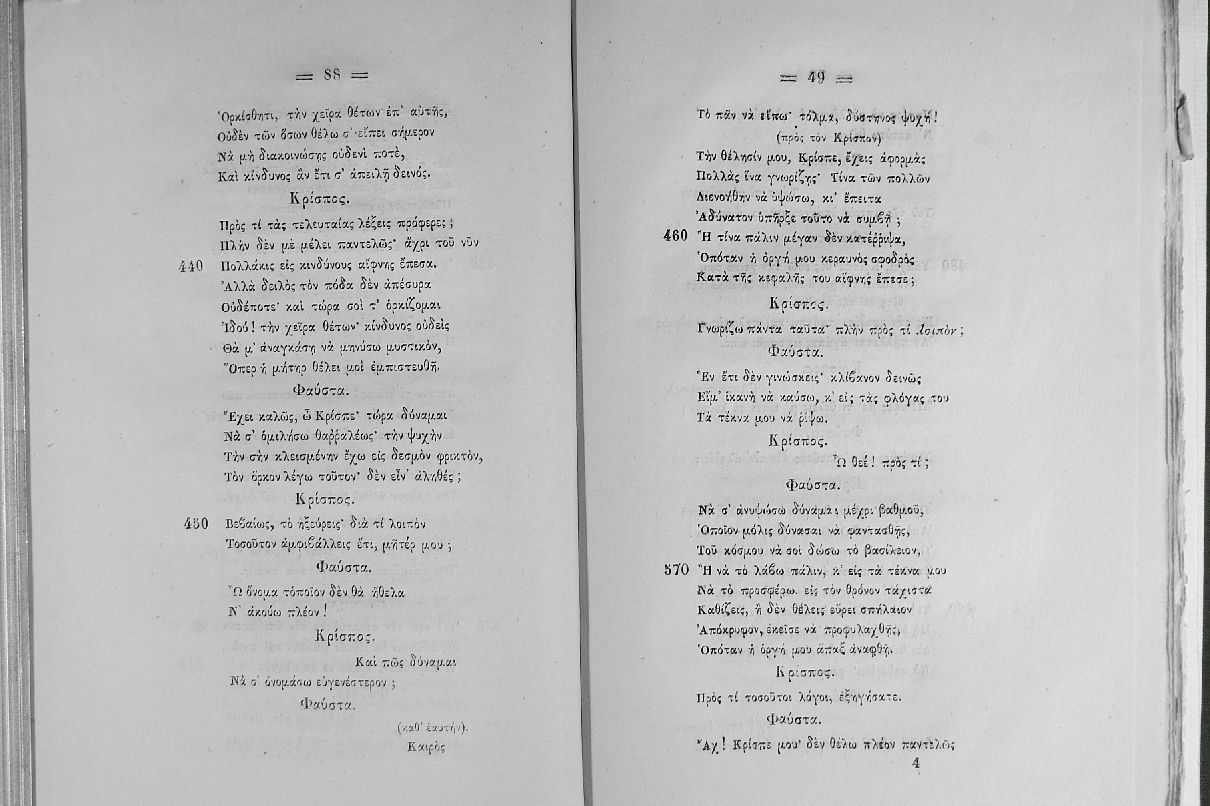 = 88 =
Ὁρκίσθητι, τὴν χεῖρα θέτων ἐπ' αὐτῆς,
Οὐδὲν τῶν ὅσων θέλω σ' εἴπει σήμερον
Νὰ μὴ διακοινώσῃς οὐδενὶ ποτὲ,
Καὶ κίνδυνος ἂν ἔτι σ' ἀπειλῇ δεινός.
Κρίσπος.
Πρὸς τί τὰς τελευταίας λέξεις πρόφερες ;
Πλὴν δὲν μὲ μέλει παντελῶς· ἄχρι τοῦ νῦν
440 Πολλάκις εἰς κινδύνους αἴφνης ἔπεσα.
Ἀλλὰ δειλὸς τὸν πόδα δὲν ἀπέσυρα
Οὐδέποτε· καὶ τώρα σοὶ τ' ὁρκίζομαι
Ἰδού ! τὴν χεῖρα θέτων· κίνδυνος οὐδεὶς
Θὰ μ' ἀναγκάσῃ νὰ μηνύσω μυστικὸν,
Ὅπερ ἡ μήτηρ θέλει μοὶ ἐμπιστευθῆ.
Φαύστα.
Ἔχει καλῶς, ὦ Κρίσπε· τώρα δύναμαι
Νὰ σ' ὁμιλήσω θαῤῥαλέως· τὴν ψυχὴν
Τὴν σὴν κλεισμένην ἔχω εἰς δεσμὸν φρικτὸν,
Τὸν ὅρκον λέγω τοῦτον· δὲν εἶν' ἀληθές ;
Κρίσπος.
450 Βεβαίως, τὸ ἠξεύρεις· διὰ τί λοιπὸν
Τοσοῦτον ἀμφιβάλλεις ἔτι, μῆτέρ μου ;
Φαύστα.
Ὢ ὄνομα τὸποῖον δὲν θὰ ἤθελα
Ν' ἀκούω πλέον !
Κρίσπος.
Καὶ πῶς δύναμαι
Νὰ σ' ὀνομάσω εὐγενέστερον ;
Φαύστα.
(καθ' ἑαυτήν).
Καιρὸς
= 49 =
Τὸ πᾶν νὰ εἴπω· τόλμα, δύστηνος ψυχή !
(πρὸς τὸν Κρίσπον)
Τὴν θέλησίν μου, Κρίσπε, ἔχεις ἀφορμὰς
Πολλὰς ἵνα γνωρίζῃς· Τίνα τῶν πολλῶν
Διενοήθην νὰ ὑψώσω, κι' ἔπειτα
Ἀδύνατον ὑπῆρξε τοῦτο νὰ συμβῇ ;
460 Ἢ τίνα πάλιν μέγαν δὲν κατέῤῥιψα,
Ὁπόταν ἡ ὀργή μου κεραυνὸς σφοδρὸς
Κατὰ τῆς κεφαλῆς του αἴφνης ἔπεσε ;
Κρίσπος.
Γνωρίζω πάντα ταῦτα· πλὴν πρὸς τί λοιπὸν ;
Φαύστα.
Ἓν ἔτι δὲν γινώσκεις· κλίβανον δεινῶς
Εἶμ' ἱκανὴ νὰ καύσω, κ' εἰς τὰς φλόγας του
Τὰ τέκνα μου νὰ ῥίψω.
Κρίσπος.
Ὢ θεέ ! πρὸς τί ;
Φαύστα.
Νὰ σ' ἀνυψώσω δύναμαι μέχρι βαθμοῦ,
Ὁποῖον μόλις δύνασαι νὰ φαντασθῇς,
Τοῦ κόσμου νὰ σοὶ δώσω τὸ βασίλειον,
570 Ἢ νὰ τὸ λάβω πάλιν, κ' εἰς τὰ τέκνα μου
Νὰ τὸ προσφέρω. εἰς τὸν θρόνον τάχιστα
Καθίζεις, ἢ δὲν θέλεις εὕρει σπήλαιον
Ἀπόκρυφον, ἐκεῖσε νὰ προφυλαχθῇς,
Ὁπόταν ἡ ὀργή μου ἅπαξ ἀναφθῇ.
Κρίσπος.
Πρὸς τί τοσοῦτοι λόγοι, ἐξηγήσατε.
Φαύστα.
Ἂχ ! Κρίσπε μου· δὲν θέλω πλέον παντελῶς
4